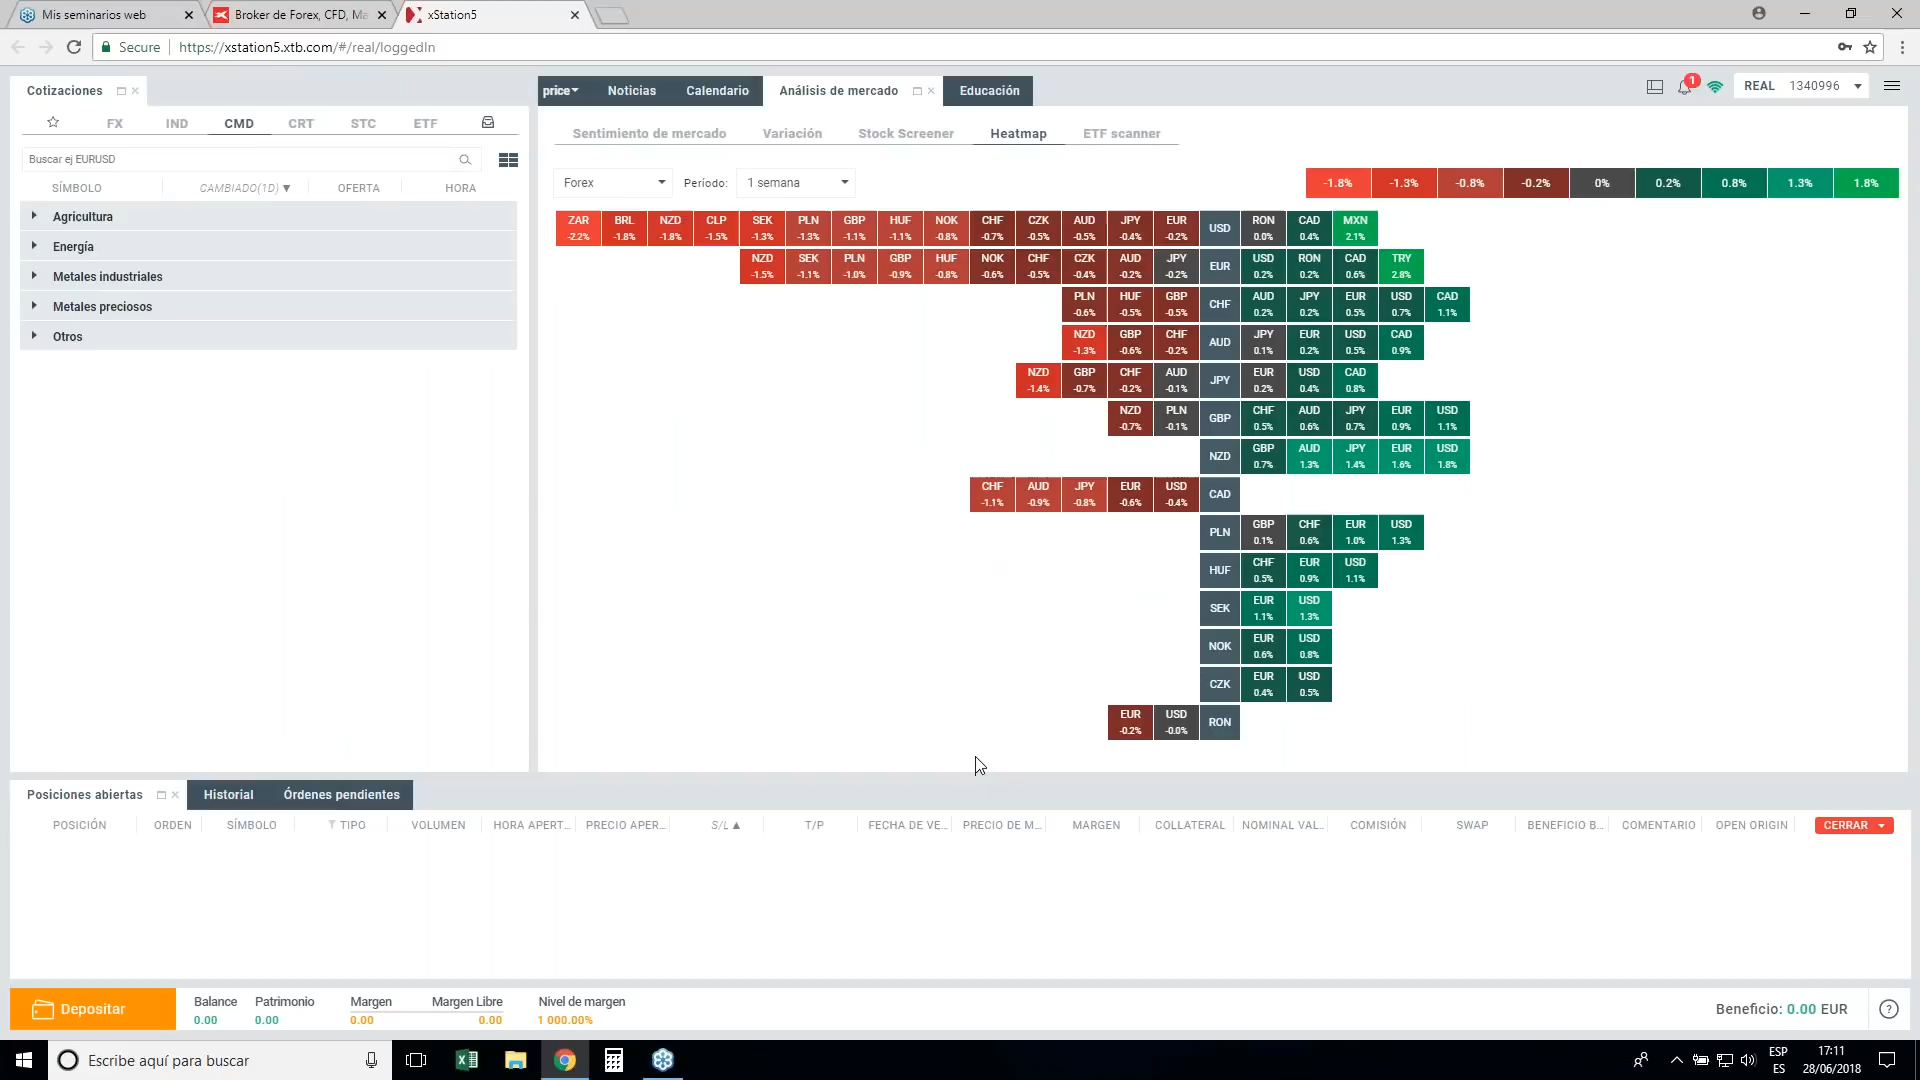 Mis seminarios web
Broker de Forex, CFD, Ma
xStation5
Secure
https://xstation5.xtb.com/#/real/loggedIn
Cotizaciones
price
Noticias
Calendario
Análisis de mercado
Educación
1
REAL 1340996
FX IND CMD CRT STC ETF
Sentimiento de mercado
Variación
Stock Screener
Heatmap
ETF scanner
Buscar ej EURUSD
SÍMBOLO CAMBIADO(1D) ▼ OFERTA HORA
Agricultura
Energía
Metales industriales
Metales preciosos
Otros
Forex
Período:
1 semana
-1.8% -1.3% -0.8% -0.2% 0% 0.2% 0.8% 1.3% 1.8%
ZAR BRL NZD CLP SEK PLN GBP HUF NOK CHF CZK AUD JPY EUR USD RON CAD MXN
-2.2% -1.8% -1.8% -1.5% -1.3% -1.3% -1.1% -1.1% -0.8% -0.7% -0.5% -0.5% -0.4% -0.2% 0.0% 0.4% 2.1%
NZD SEK PLN GBP HUF NOK CHF CZK AUD JPY EUR USD RON CAD TRY
-1.5% -1.1% -1.0% -0.9% -0.8% -0.6% -0.5% -0.4% -0.2% -0.2% 0.2% 0.2% 0.6% 2.8%
PLN HUF GBP CHF AUD JPY EUR USD CAD
-0.6% -0.5% -0.5% 0.2% 0.2% 0.5% 0.7% 1.1%
NZD GBP CHF AUD JPY EUR USD CAD
-1.3% -0.6% -0.2% 0.1% 0.2% 0.5% 0.9%
NZD GBP CHF AUD JPY EUR USD CAD
-1.4% -0.7% -0.2% -0.1% 0.2% 0.4% 0.8%
NZD PLN GBP CHF AUD JPY EUR USD
-0.7% -0.1% 0.5% 0.6% 0.7% 0.9% 1.1%
NZD GBP AUD JPY EUR USD
0.7% 1.3% 1.4% 1.6% 1.8%
CHF AUD JPY EUR USD CAD
-1.1% -0.9% -0.8% -0.6% -0.4%
PLN GBP CHF EUR USD
0.1% 0.6% 1.0% 1.3%
HUF CHF EUR USD
0.5% 0.9% 1.1%
SEK EUR USD
1.1% 1.3%
NOK EUR USD
0.6% 0.8%
CZK EUR USD
0.4% 0.5%
EUR USD RON
-0.2% -0.0%
Posiciones abiertas
Historial
Órdenes pendientes
POSICIÓN ORDEN SÍMBOLO TIPO VOLUMEN HORA APERT... PRECIO APER... S/L ▲ T/P FECHA DE VE... PRECIO DE M... MARGEN COLLATERAL NOMINAL VAL.. COMISIÓN SWAP BENEFICIO B... COMENTARIO OPEN ORIGIN CERRAR
Depositar
Balance Patrimonio Margen Margen Libre Nivel de margen
0.00 0.00 0.00 0.00 1 000.00%
Beneficio: 0.00 EUR
?
Escribe aquí para buscar
ESP
ES
17:11
28/06/2018